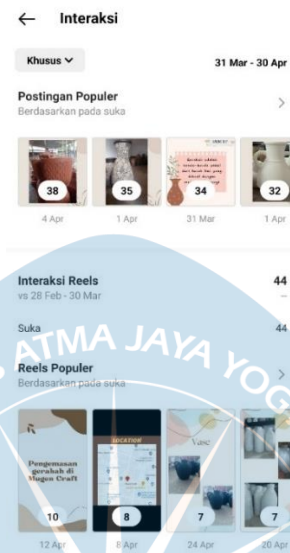 Interaksi
Khusus
31 Mar - 30 Apr
Postingan Populer
Berdasarkan pada suka
38
35
34
32
4 Apr
1 Apr
31 Mar
1 Apr
Interaksi Reels
44
vs 28 Feb - 30 Mar
--
Suka
44
ATMA JAYA YOG
Reels Populer
Berdasarkan pada suka
Pengemasan
gerabah di
Mugen Craft
LOCATION
Vase
10
8
7
7
12 Apr
8 Apr
24 Apr
20 Apr